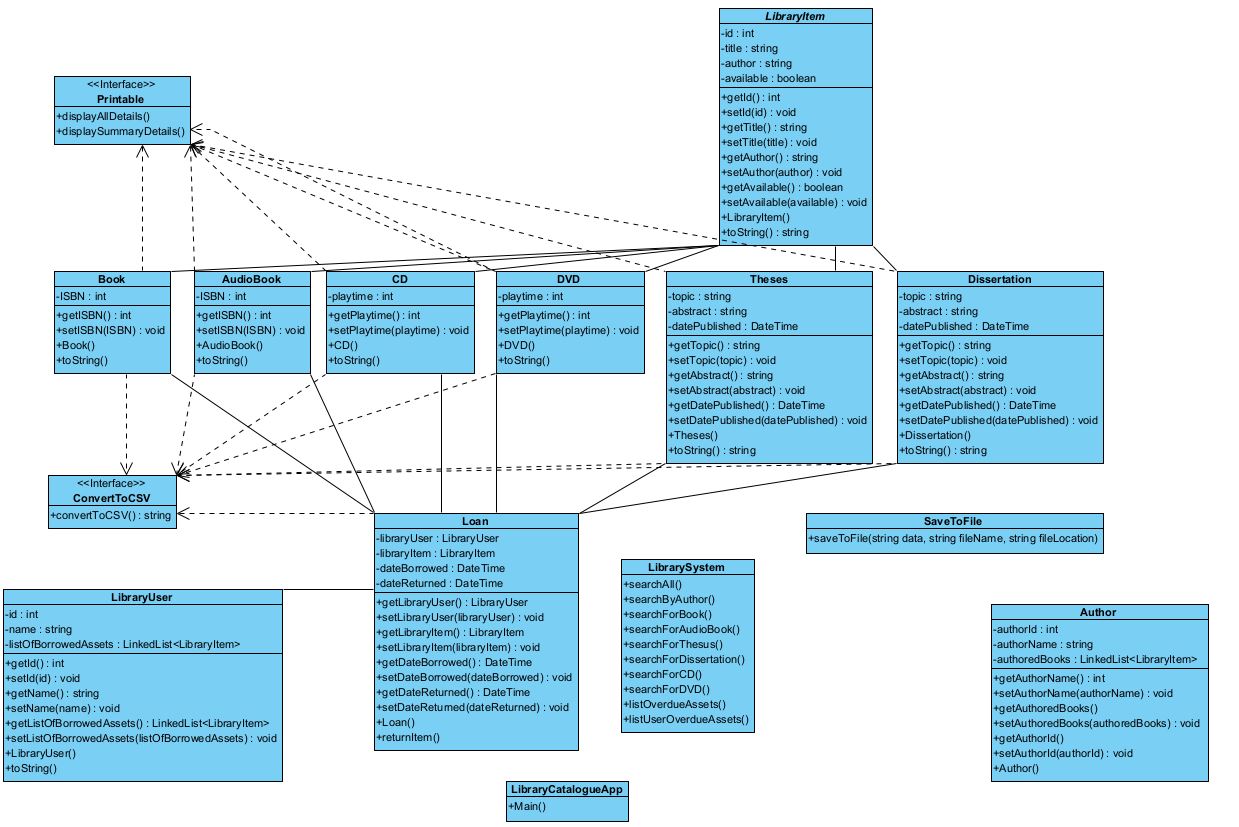 LibraryItem
-id : int
-title : string
-author : string
-available : boolean
+getId() : int
+setId(id) : void
+getTitle() : string
+setTitle(title) : void
+getAuthor() : string
+setAuthor(author) : void
+getAvailable() : boolean
+setAvailable(available) : void
+LibraryItem()
+toString() : string
<<Interface>>
Printable
+displayAllDetails()
+displaySummaryDetails()
Book
-ISBN : int
+getISBN() : int
+setISBN(ISBN) : void
+Book()
+toString()
AudioBook
-ISBN : int
+getISBN() : int
+setISBN(ISBN) : void
+AudioBook()
+toString()
CD
-playtime : int
+getPlaytime() : int
+setPlaytime(playtime) : void
+CD()
+toString()
DVD
-playtime : int
+getPlaytime() : int
+setPlaytime(playtime) : void
+DVD()
+toString()
Theses
-topic : string
-abstract : string
-datePublished : DateTime
+getTopic() : string
+setTopic(topic) : void
+getAbstract() : string
+setAbstract(abstract) : void
+getDatePublished() : DateTime
+setDatePublished(datePublished) : void
+Theses()
+toString() : string
Dissertation
-topic : string
-abstract : string
-datePublished : DateTime
+getTopic() : string
+setTopic(topic) : void
+getAbstract() : string
+setAbstract(abstract) : void
+getDatePublished() : DateTime
+setDatePublished(datePublished) : void
+Dissertation()
+toString() : string
<<Interface>>
ConvertToCSV
+convertToCSV() : string
Loan
-libraryUser : LibraryUser
-libraryItem : LibraryItem
-dateBorrowed : DateTime
-dateReturned : DateTime
+getLibraryUser() : LibraryUser
+setLibraryUser(libraryUser) : void
+getLibraryItem() : LibraryItem
+setLibraryItem(libraryItem) : void
+getDateBorrowed() : DateTime
+setDateBorrowed(dateBorrowed) : void
+getDateReturned() : DateTime
+setDateReturned(dateReturned) : void
+Loan()
+returnItem()
SaveToFile
+saveToFile(string data, string fileName, string fileLocation)
LibrarySystem
+searchAll()
+searchByAuthor()
+searchForBook()
+searchForAudioBook()
+searchForThesus()
+searchForDissertation()
+searchForCD()
+searchForDVD()
+listOverdueAssets()
+listUserOverdueAssets()
LibraryUser
-id : int
-name : string
-listOfBorrowedAssets : LinkedList<LibraryItem>
+getId() : int
+setId(id) : void
+getName() : string
+setName(name) : void
+getListOfBorrowedAssets() : LinkedList<LibraryItem>
+setListOfBorrowedAssets(listOfBorrowedAssets) : void
+LibraryUser()
+toString()
Author
-authorId : int
-authorName : string
-authoredBooks : LinkedList<LibraryItem>
+getAuthorName() : int
+setAuthorName(authorName) : void
+getAuthoredBooks()
+setAuthoredBooks(authoredBooks) : void
+getAuthorId()
+setAuthorId(authorId) : void
+Author()
LibraryCatalogueApp
+Main()